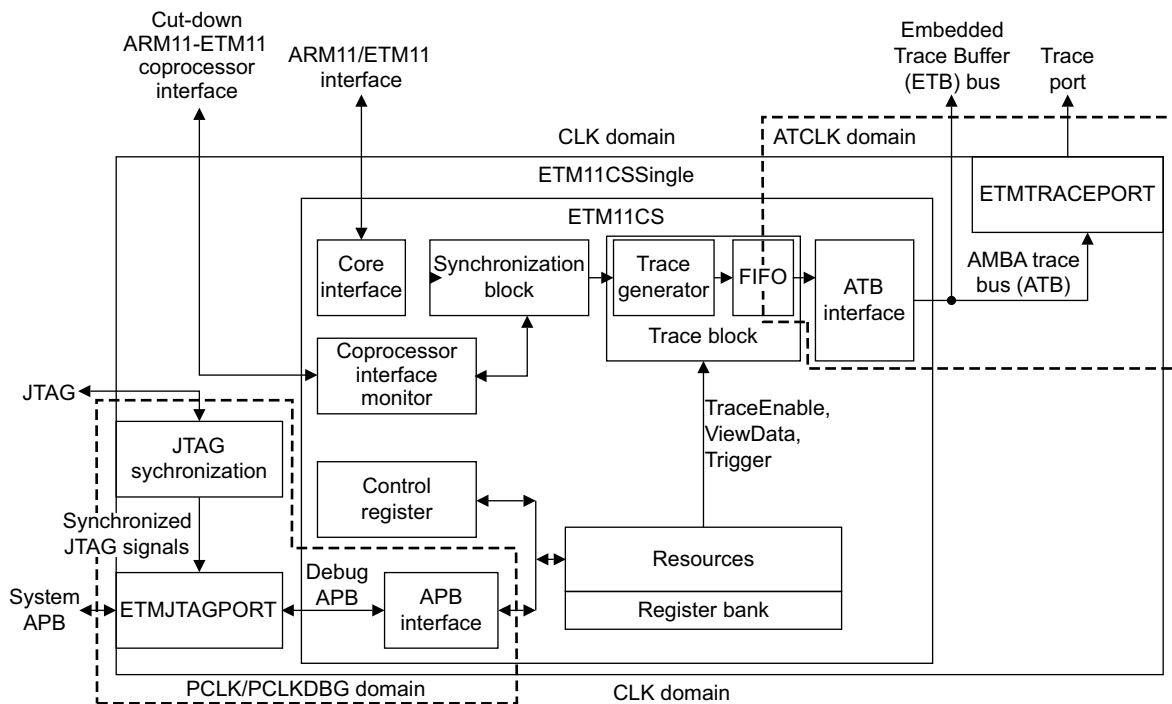 Cut-down
ARM11-ETM11
coprocessor
interface
ARM11/ETM11
interface
Embedded
Trace Buffer
(ETB) bus
Trace
port
CLK domain
ATCLK domain
ETM11CSSingle
ETMTRACEPORT
ETM11CS
Core
interface
Synchronization
block
Trace
generator
FIFO
Trace block
ATB
interface
AMBA trace
bus (ATB)
Coprocessor
interface
monitor
JTAG
JTAG
sychronization
TraceEnable,
ViewData,
Trigger
Control
register
Synchronized
JTAG signals
Resources
Register bank
System
APB
ETMJTAGPORT
Debug
APB
APB
interface
PCLK/PCLKDBG domain
CLK domain